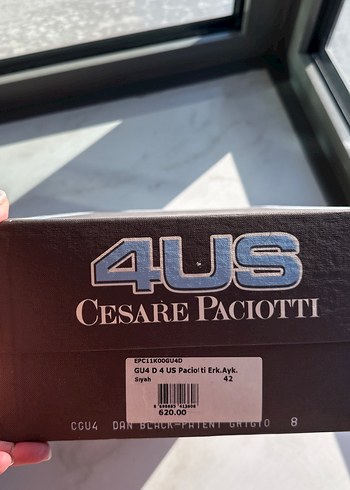 4US
CESARE PACIOTTI
EPC11K00GU4D
GU4 D 4 US Paciotti Erk.Ayk.
Siyah 42
620.00
CGU4 DAN BLACK-PATENT GRIGIO 8